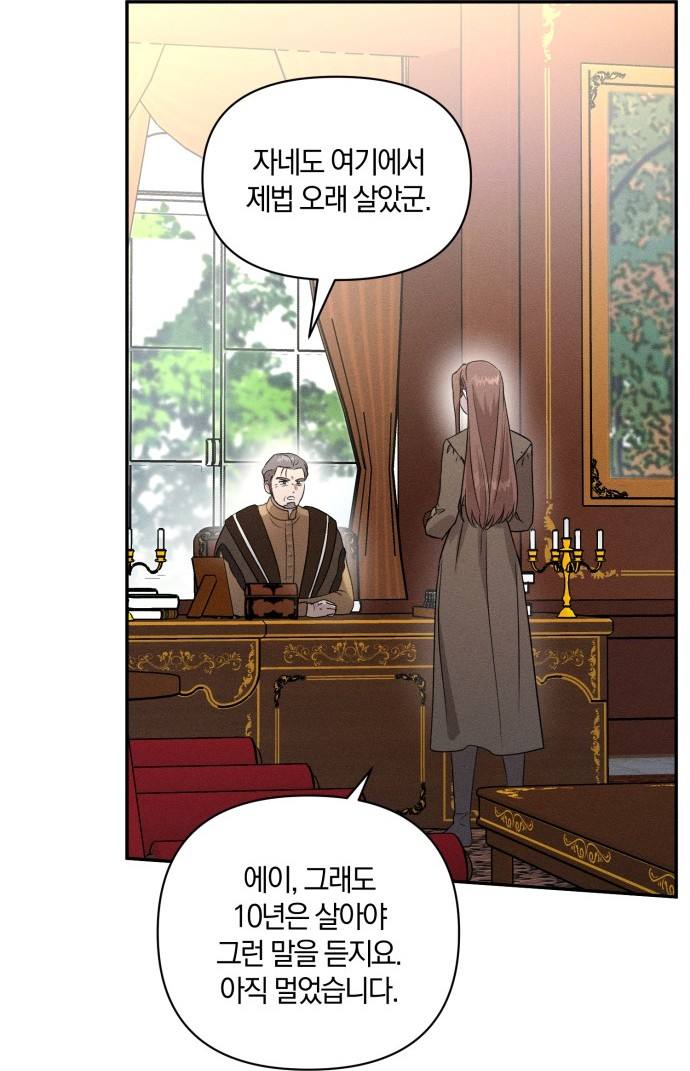 자네도 여기에서
제법 오래 살았군.
에이, 그래도
10년은 살아야
그런 말을 듣지요.
아직 멀었습니다.